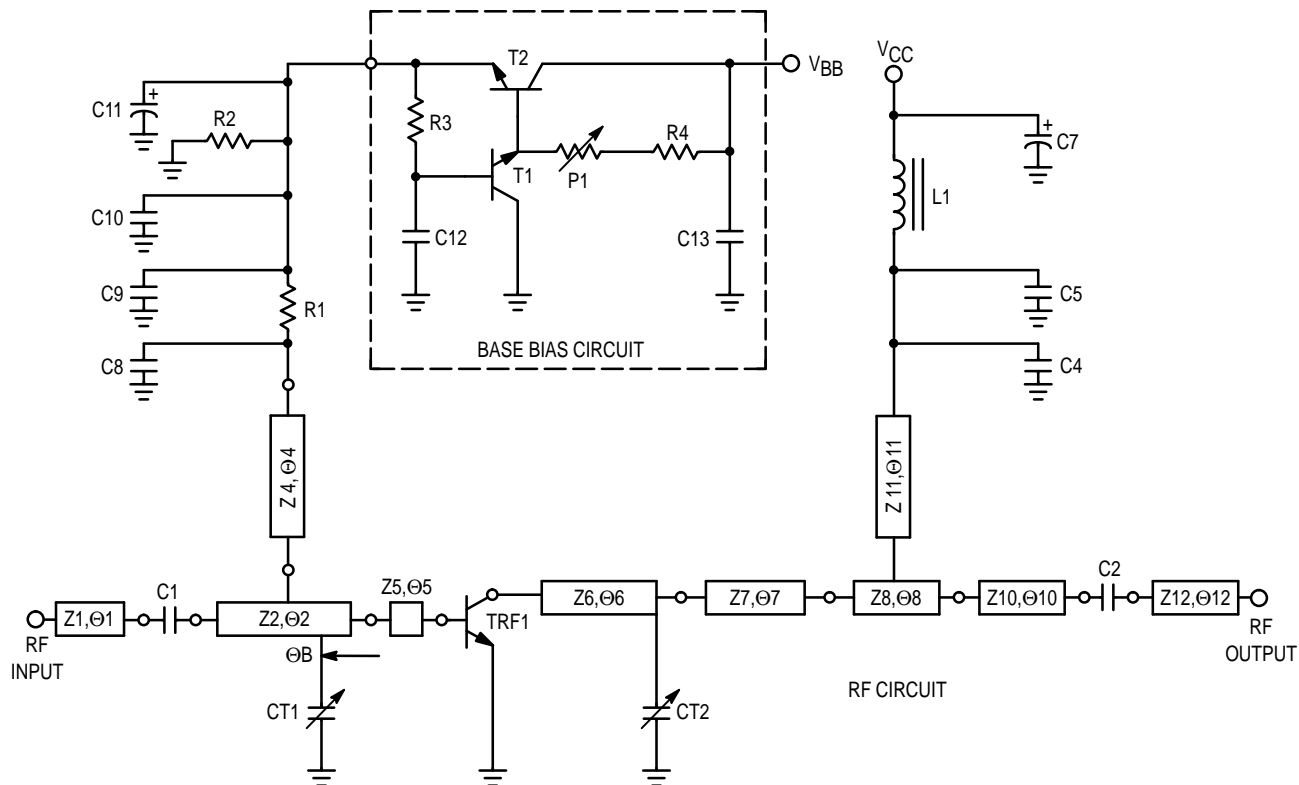 T2
V_BB
V_CC
C11
+
R2
R3
R4
+
C7
T1
P1
L1
C10
C12
C13
C9
R1
C5
BASE BIAS CIRCUIT
C8
C4
Z 4, Θ4
Z 11, Θ11
C1
Z5,Θ5
C2
Z1,Θ1
Z2,Θ2
TRF1
Z6,Θ6
Z7,Θ7
Z8,Θ8
Z10,Θ10
Z12,Θ12
RF
INPUT
ΘB
RF
OUTPUT
RF CIRCUIT
CT1
CT2